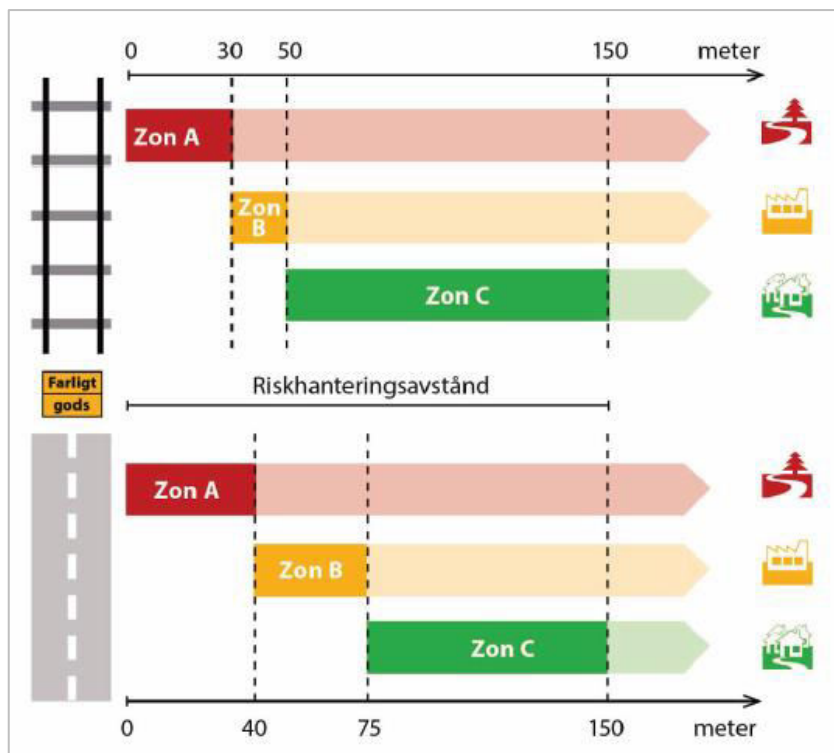 0 30 50 150 meter
Zon A
Zon
B
Zon C
Farligt
gods
Riskhanteringsavstånd
Zon A
Zon B
Zon C
0 40 75 150 meter